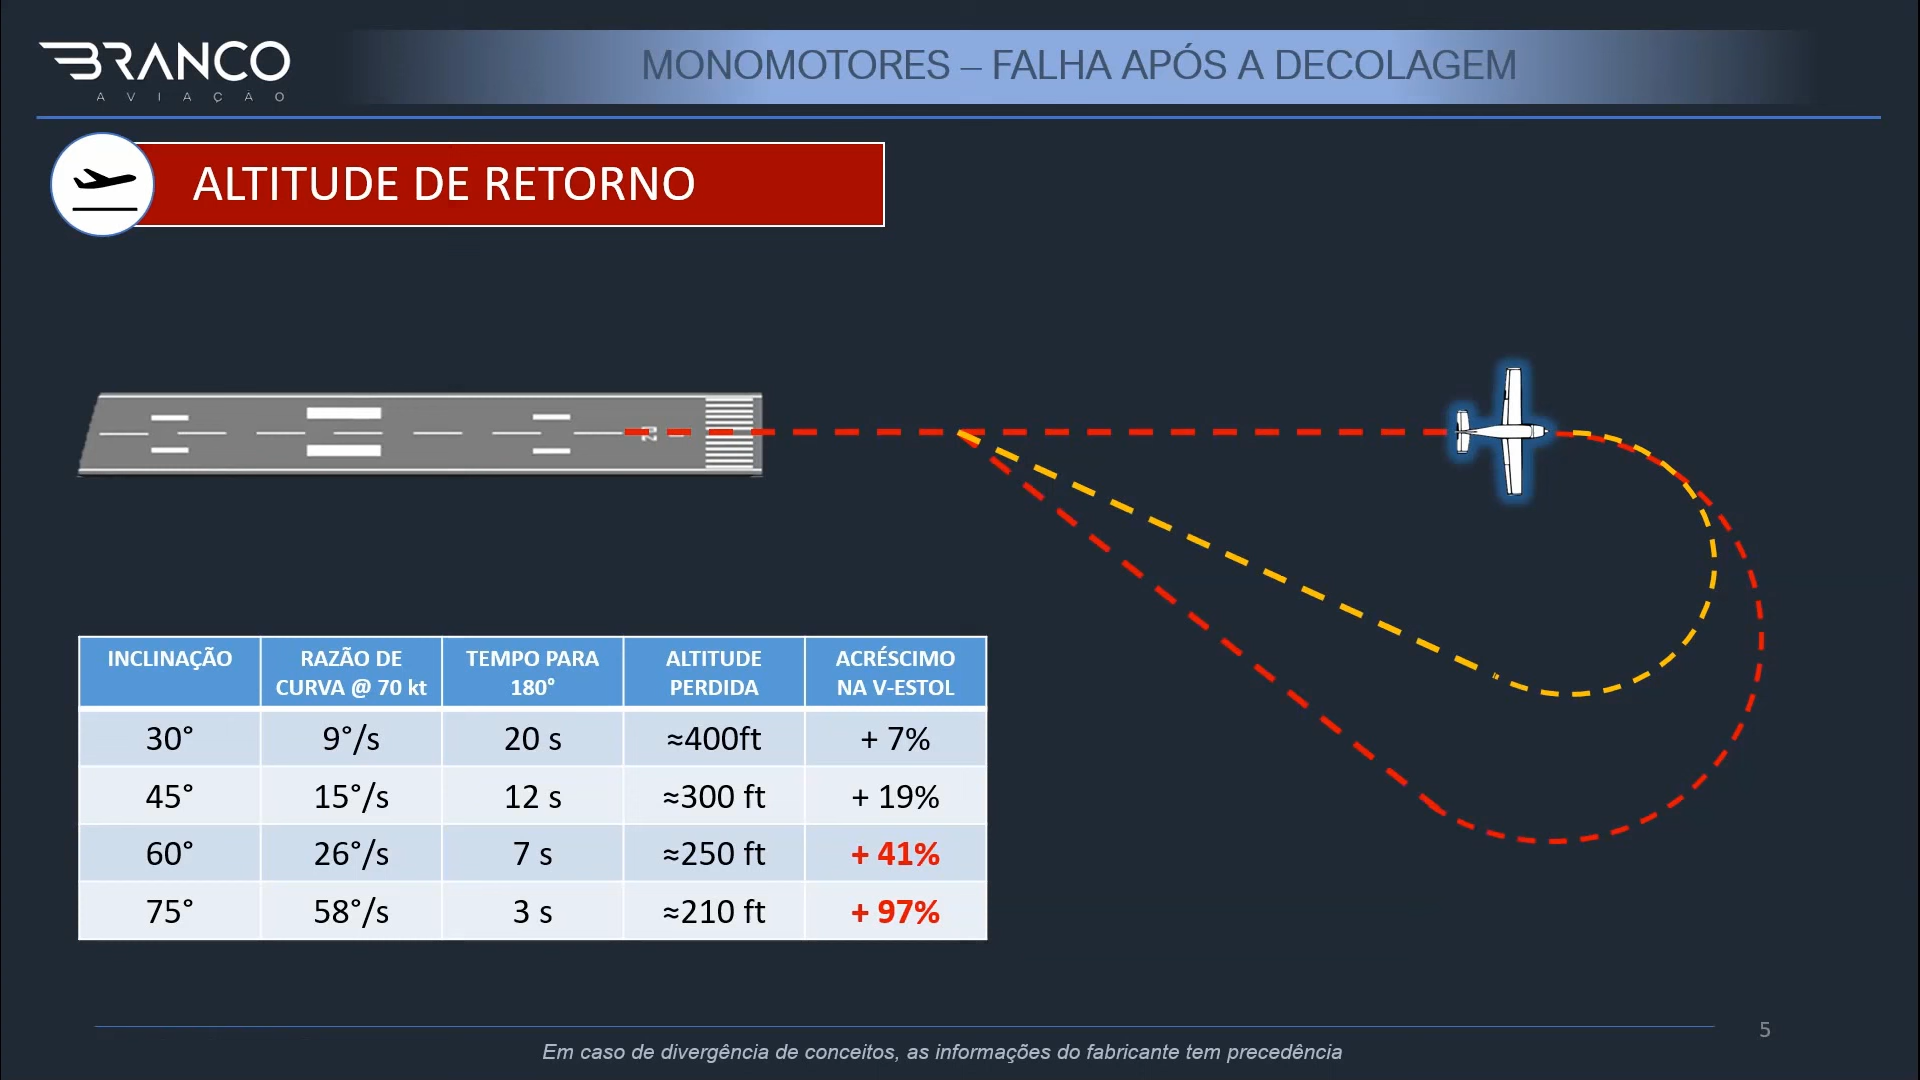 BRANCO
AVIAÇÃO
MONOMOTORES – FALHA APÓS A DECOLAGEM
ALTITUDE DE RETORNO
INCLINAÇÃO
RAZÃO DE CURVA @ 70 kt
TEMPO PARA 180°
ALTITUDE PERDIDA
ACRÉSCIMO NA V-ESTOL
30° 9°/s 20 s ≈400ft + 7%
45° 15°/s 12 s ≈300 ft + 19%
60° 26°/s 7 s ≈250 ft + 41%
75° 58°/s 3 s ≈210 ft + 97%
5
Em caso de divergência de conceitos, as informações do fabricante tem precedência